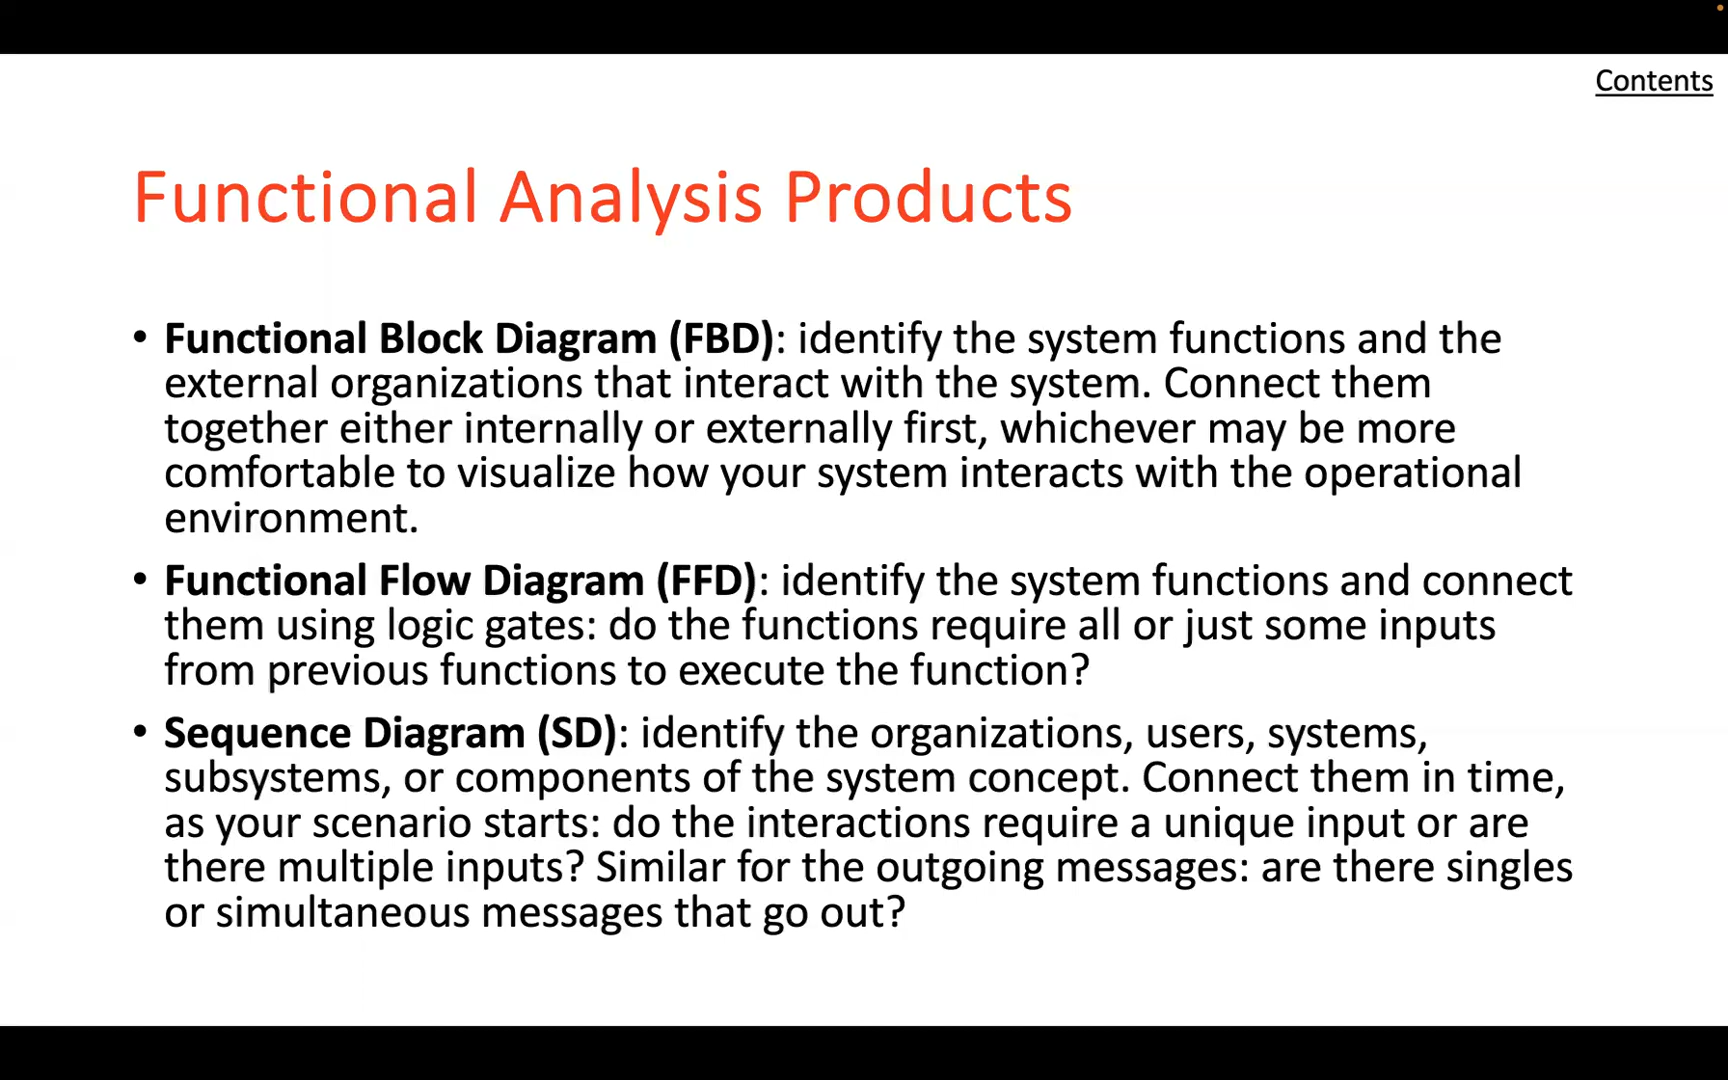 Contents
Functional Analysis Products
• Functional Block Diagram (FBD): identify the system functions and the
external organizations that interact with the system. Connect them
together either internally or externally first, whichever may be more
comfortable to visualize how your system interacts with the operational
environment.
• Functional Flow Diagram (FFD): identify the system functions and connect
them using logic gates: do the functions require all or just some inputs
from previous functions to execute the function?
• Sequence Diagram (SD): identify the organizations, users, systems,
subsystems, or components of the system concept. Connect them in time,
as your scenario starts: do the interactions require a unique input or are
there multiple inputs? Similar for the outgoing messages: are there singles
or simultaneous messages that go out?